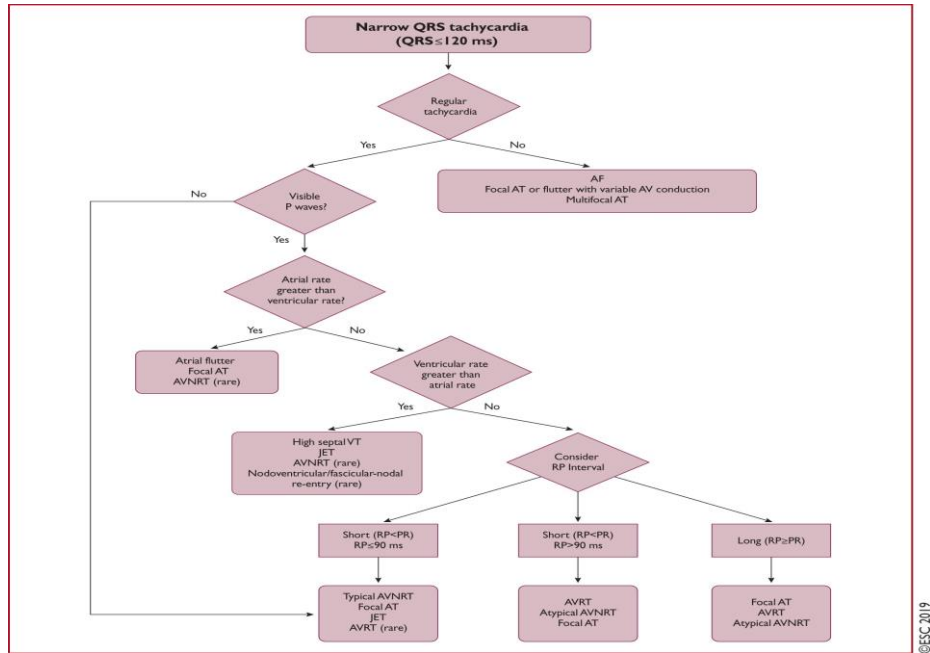 Narrow QRS tachycardia
(QRS≤120 ms)
Regular
tachycardia
Yes
No
AF
Focal AT or flutter with variable AV conduction
Multifocal AT
No
Visible
P waves?
Yes
Atrial rate
greater than
ventricular rate?
Yes
No
Atrial flutter
Focal AT
AVNRT (rare)
Ventricular rate
greater than
atrial rate
Yes
No
High septal VT
JET
AVNRT (rare)
Nodoventricular/fascicular-nodal
re-entry (rare)
Consider
RP Interval
Short (RP<PR)
RP≤90 ms
Short (RP<PR)
RP>90 ms
Long (RP≥PR)
Typical AVNRT
Focal AT
JET
AVRT (rare)
AVRT
Atypical AVNRT
Focal AT
Focal AT
AVRT
Atypical AVNRT
©ESC 2019